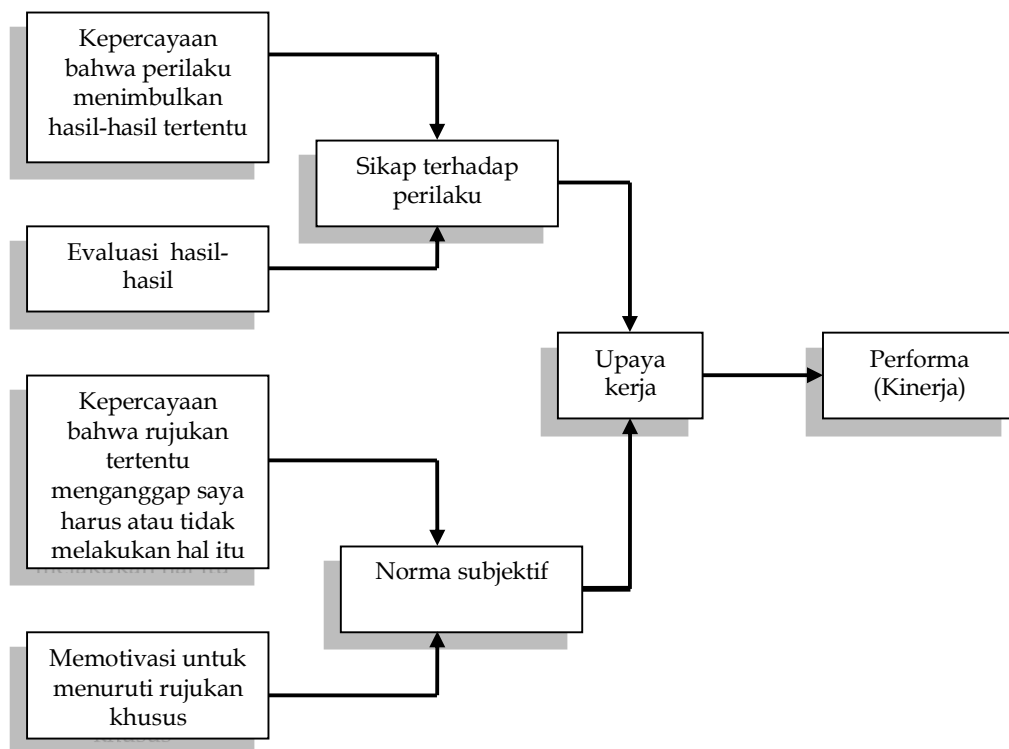 Kepercayaan
bahwa perilaku
menimbulkan
hasil-hasil tertentu
Sikap terhadap
perilaku
Evaluasi hasil-
hasil
Upaya
kerja
Performa
(Kinerja)
Kepercayaan
bahwa rujukan
tertentu
menganggap saya
harus atau tidak
melakukan hal itu
Norma subjektif
Memotivasi untuk
menuruti rujukan
khusus